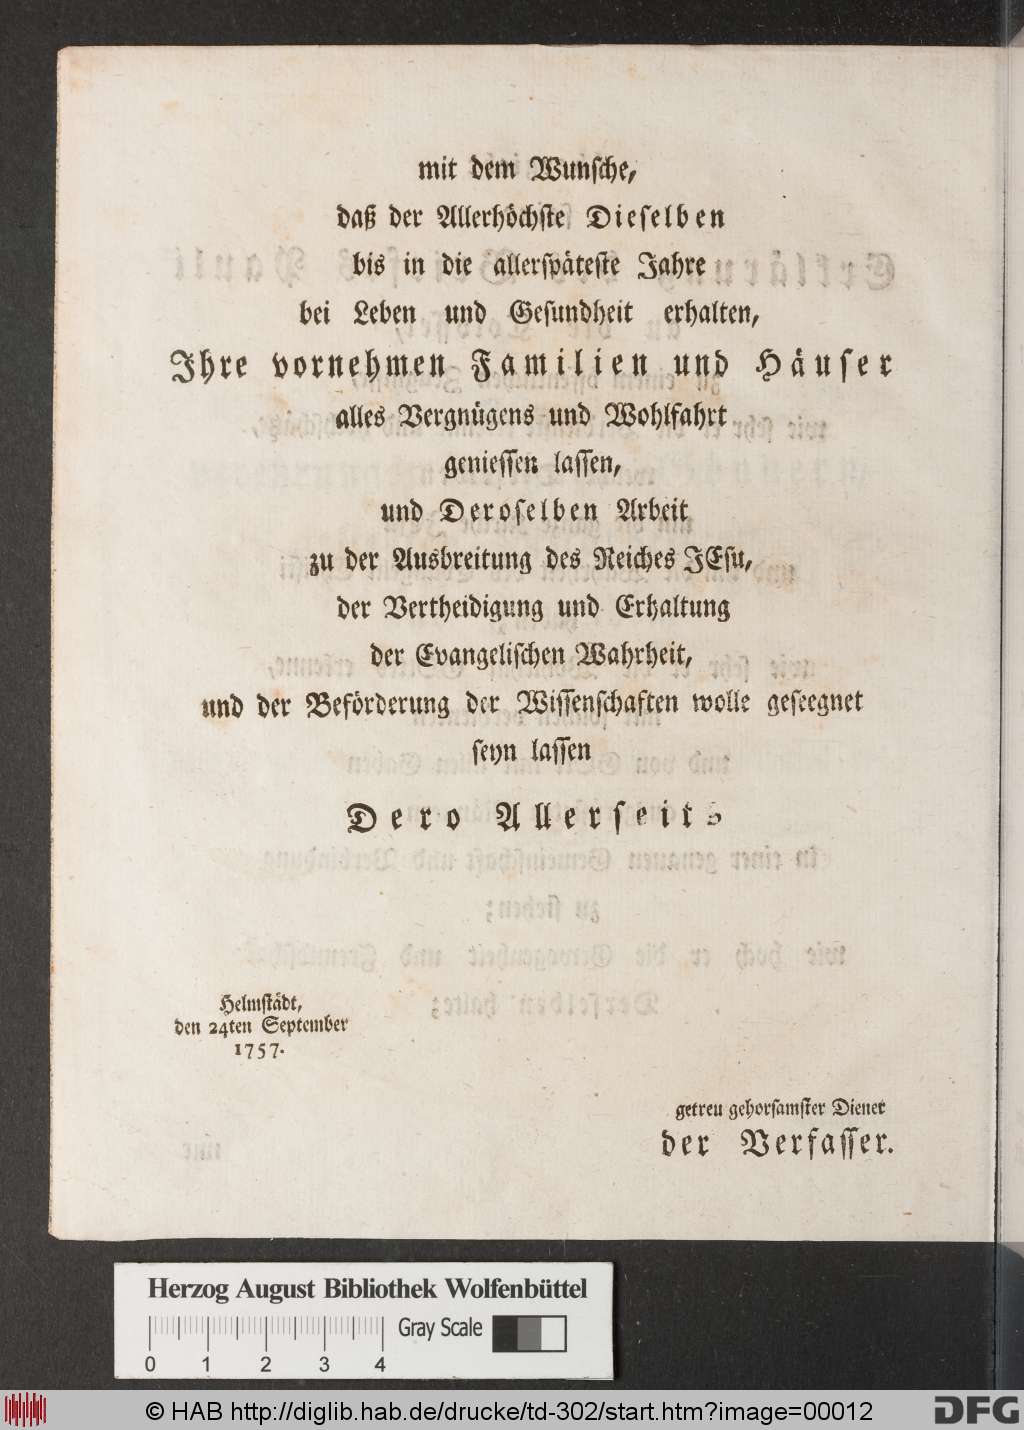 mit dem Wunsche,
daß der Allerhöchste Dieselben
bis in die allerspäteste Jahre
bei Leben und Gesundheit erhalten,
Ihre vornehmen Familien und Häuser
alles Vergnügens und Wohlfahrt
geniessen lassen,
und Deroselben Arbeit
zu der Ausbreitung des Reiches JEsu,
der Vertheidigung und Erhaltung
der Evangelischen Wahrheit,
und der Beförderung der Wissenschaften wolle geseegnet
seyn lassen
Dero Allerseits
Helmstädt,
den 24ten September
1757.
getreu gehorsamster Diener
der Verfasser.
Herzog August Bibliothek Wolfenbüttel
Gray Scale
0 1 2 3 4
© HAB http://diglib.hab.de/drucke/td-302/start.htm?image=00012
DFG